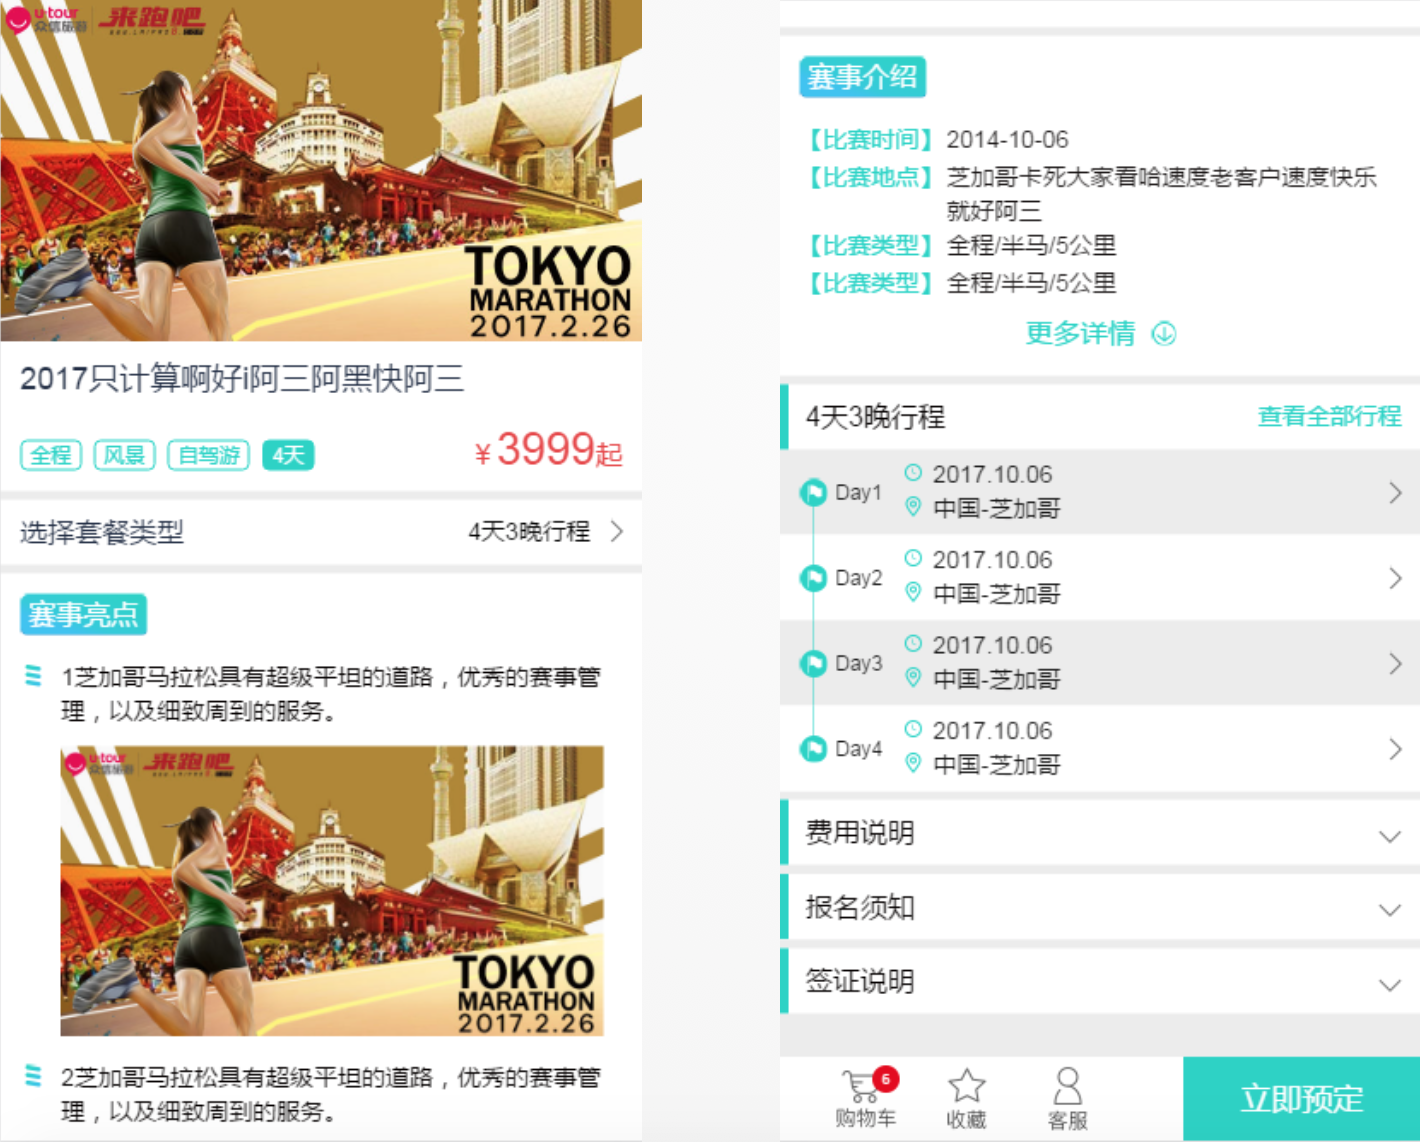 u-tour
众信旅游
来跑吧
TOKYO
MARATHON
2017.2.26
2017只计算啊好i阿三阿黑快阿三
全程 风景 自驾游 4天 ¥3999起
选择套餐类型 4天3晚行程
赛事亮点
1芝加哥马拉松具有超级平坦的道路，优秀的赛事管
理，以及细致周到的服务。
u-tour
众信旅游
来跑吧
TOKYO
MARATHON
2017.2.26
2芝加哥马拉松具有超级平坦的道路，优秀的赛事管
理，以及细致周到的服务。
赛事介绍
【比赛时间】 2014-10-06
【比赛地点】 芝加哥卡死大家看哈速度老客户速度快乐
就好阿三
【比赛类型】 全程/半马/5公里
【比赛类型】 全程/半马/5公里
更多详情
4天3晚行程 查看全部行程
Day1 2017.10.06
中国-芝加哥
Day2 2017.10.06
中国-芝加哥
Day3 2017.10.06
中国-芝加哥
Day4 2017.10.06
中国-芝加哥
费用说明
报名须知
签证说明
6
购物车 收藏 客服 立即预定